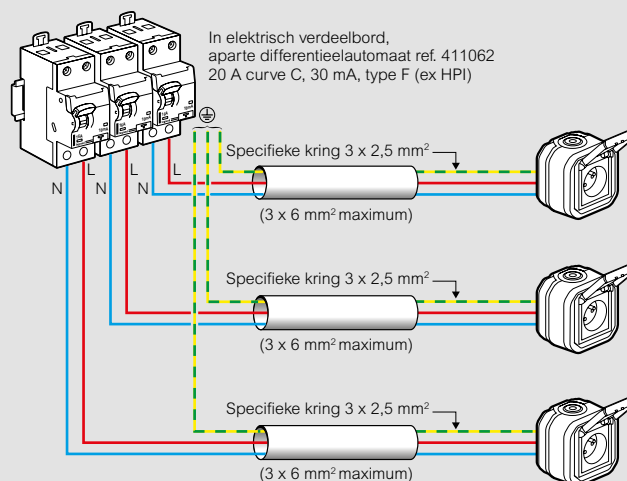 In elektrisch verdeelbord,
aparte differentieelautomaat ref. 411062
20 A curve C, 30 mA, type F (ex HPI)
N L N L N L
Specifieke kring 3 x 2,5 mm²
(3 x 6 mm² maximum)
Specifieke kring 3 x 2,5 mm²
(3 x 6 mm² maximum)
Specifieke kring 3 x 2,5 mm²
(3 x 6 mm² maximum)